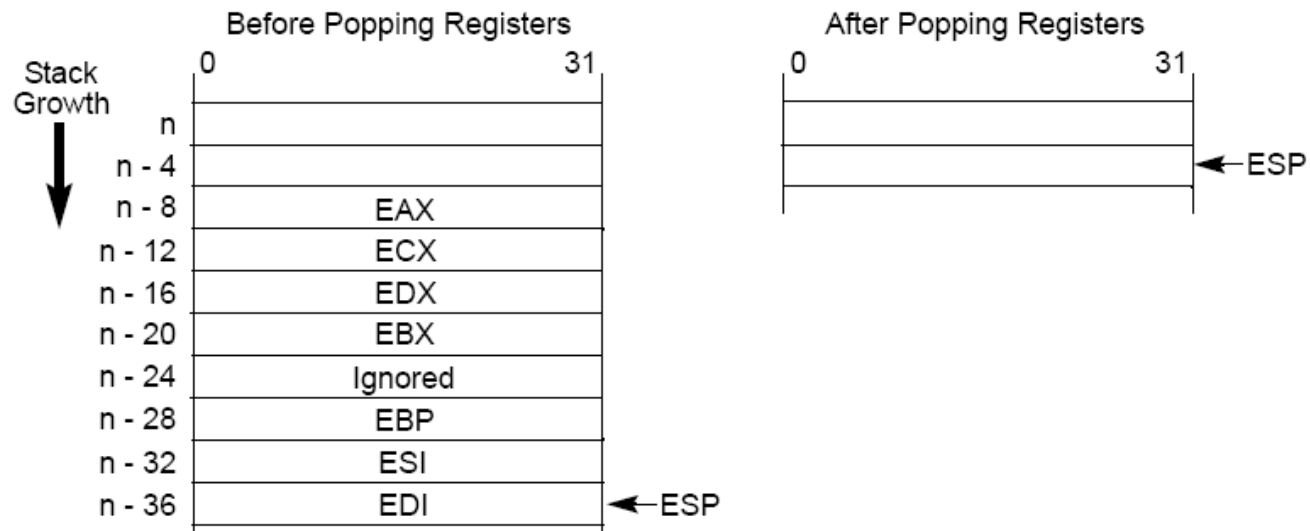 Before Popping Registers
After Popping Registers
0 31
0 31
Stack
Growth
n
n - 4
ESP
n - 8 EAX
n - 12 ECX
n - 16 EDX
n - 20 EBX
n - 24 Ignored
n - 28 EBP
n - 32 ESI
n - 36 EDI ESP